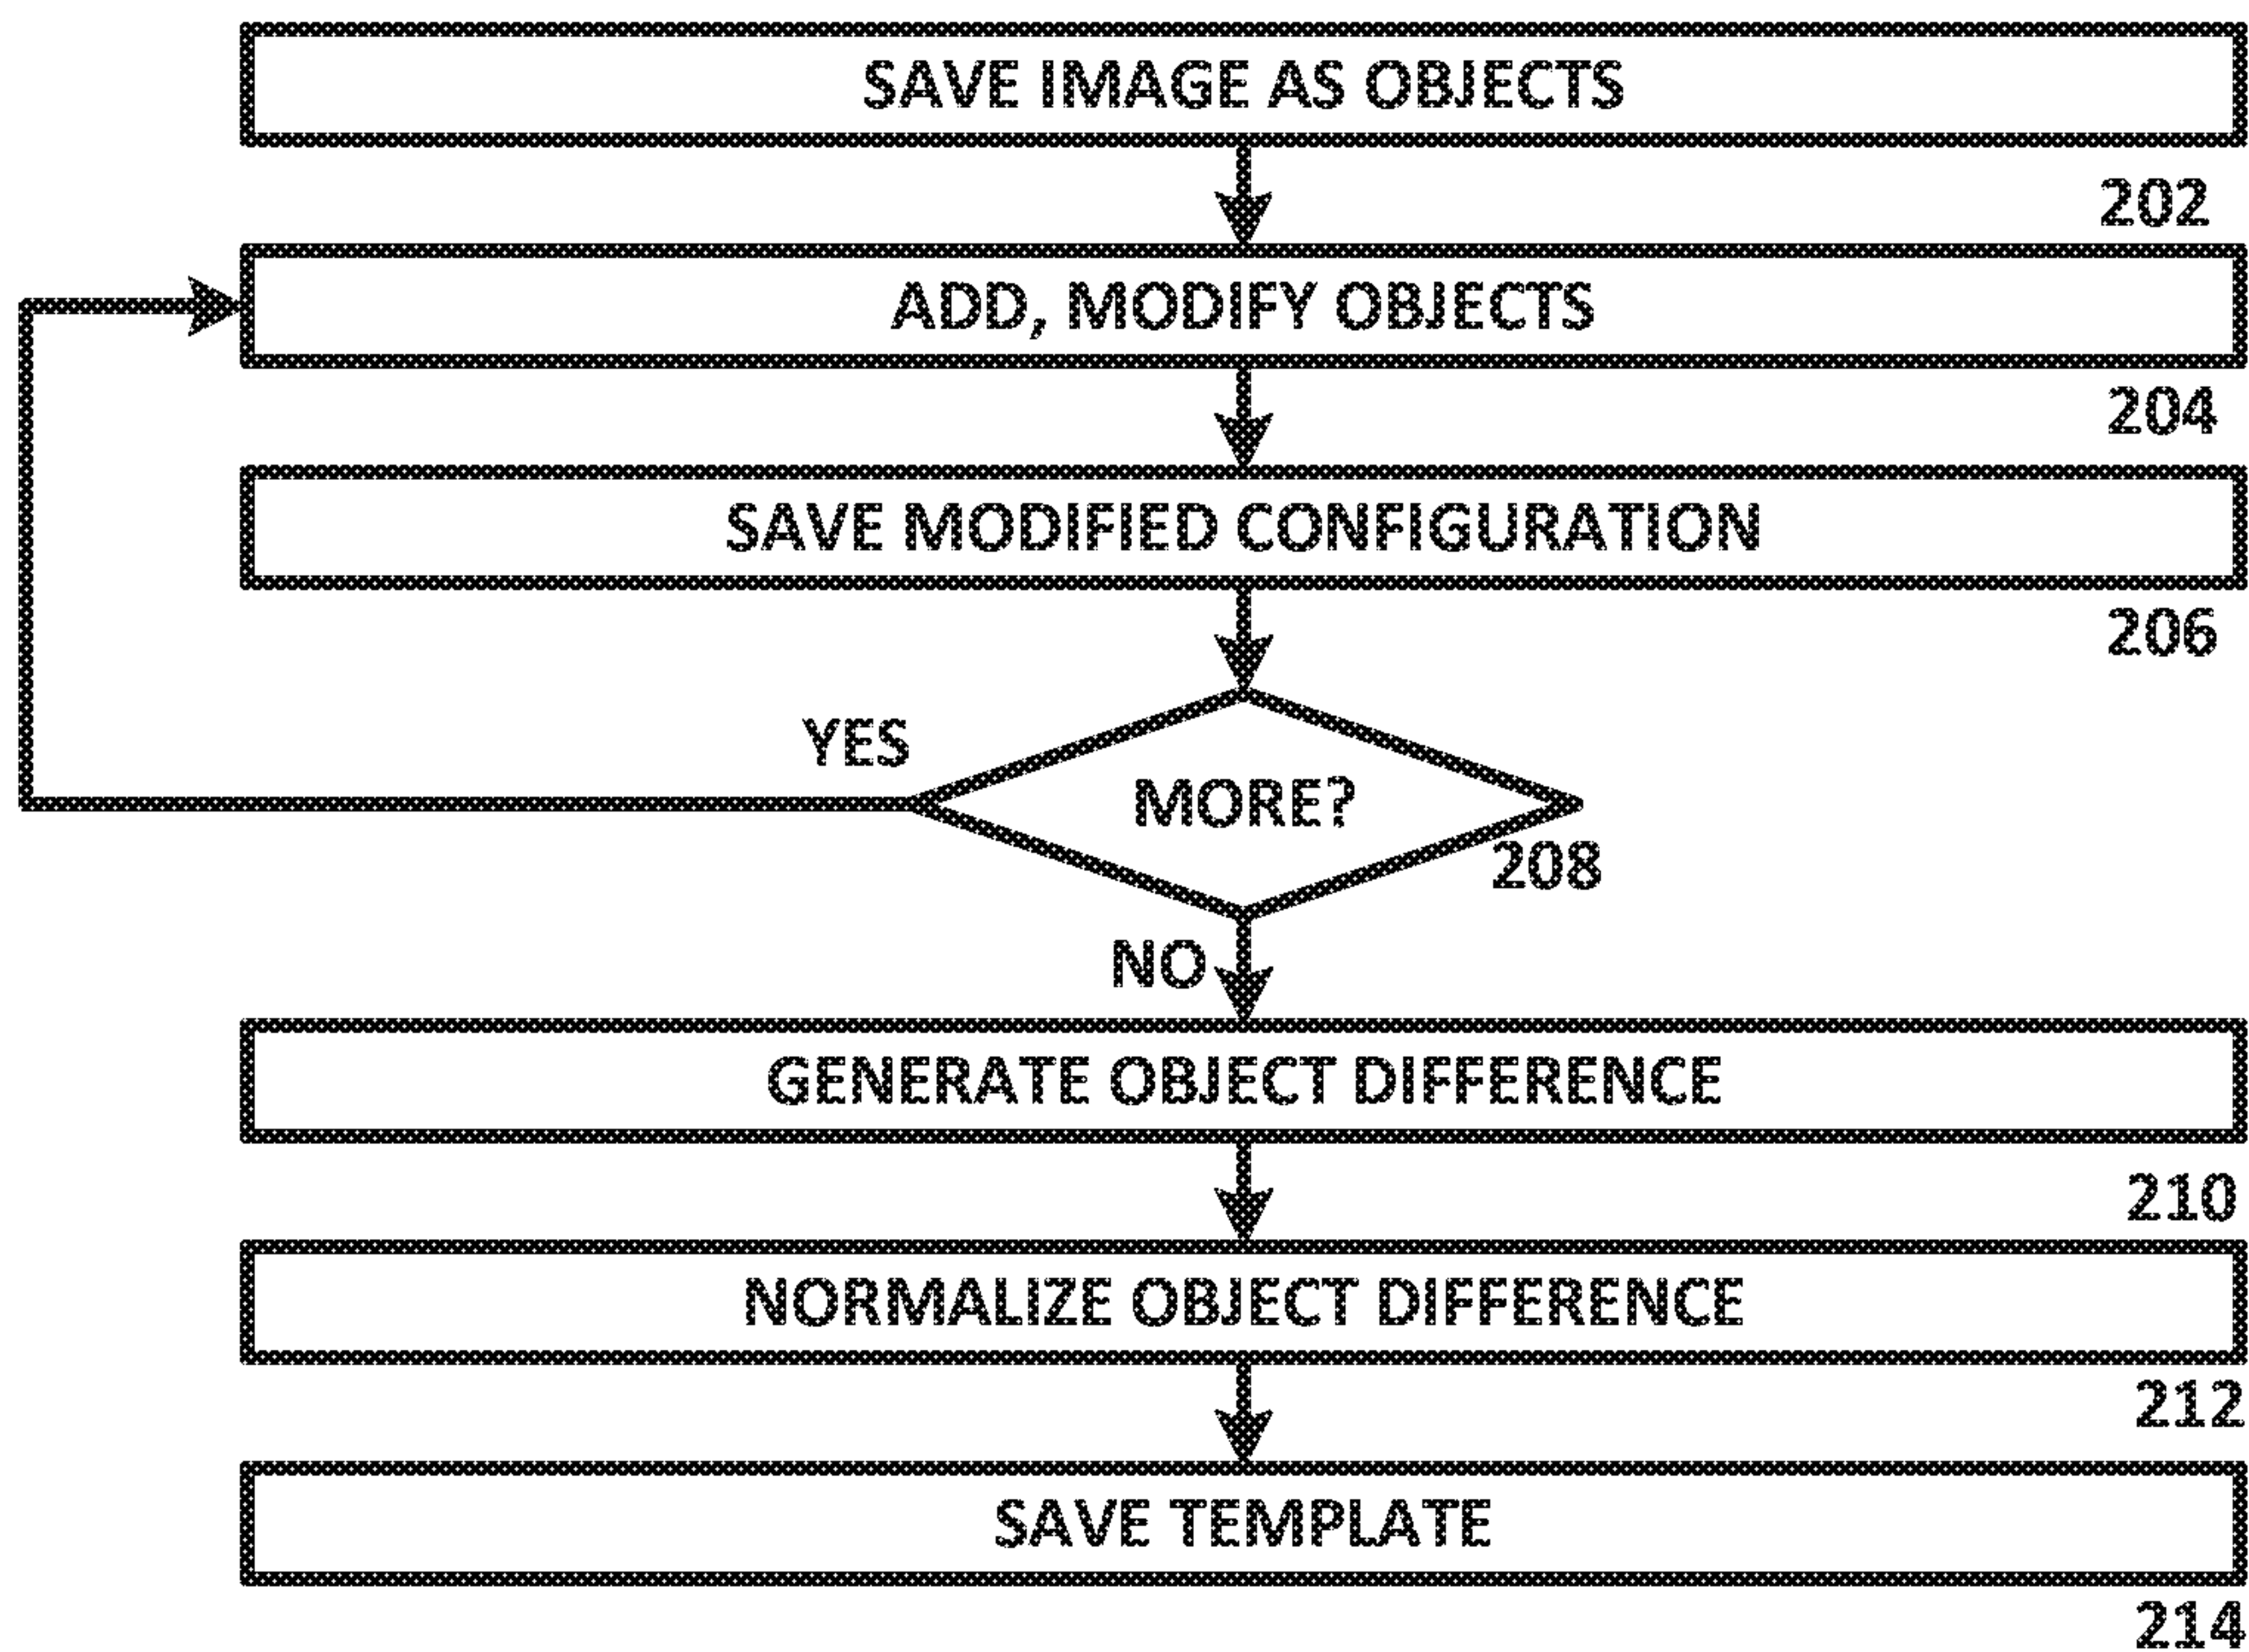 SAVE IMAGE AS OBJECTS
202
ADD, MODIFY OBJECTS
204
SAVE MODIFIED CONFIGURATION
206
YES
MORE?
208
NO
GENERATE OBJECT DIFFERENCE
210
NORMALIZE OBJECT DIFFERENCE
212
SAVE TEMPLATE
214